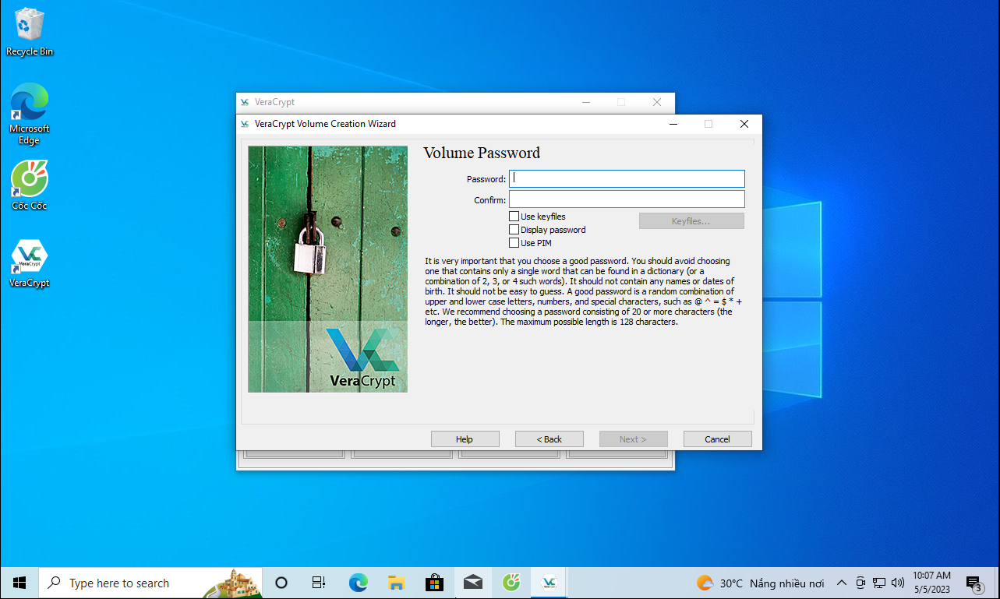 Recycle Bin
Microsoft
Edge
Cốc Cốc
VeraCrypt
VeraCrypt
VeraCrypt
VeraCrypt Volume Creation Wizard
VeraCrypt
Volume Password
Password:
Confirm:
Use keyfiles
Keyfiles...
Display password
Use PIM
It is very important that you choose a good password. You should avoid choosing
one that contains only a single word that can be found in a dictionary (or a
combination of 2, 3, or 4 such words). It should not contain any names or dates of
birth. It should not be easy to guess. A good password is a random combination of
upper and lower case letters, numbers, and special characters, such as @ ^ = $ * +
etc. We recommend choosing a password consisting of 20 or more characters (the
longer, the better). The maximum possible length is 128 characters.
Help
< Back
Next >
Cancel
Type here to search
30°C Nắng nhiều nơi
10:07 AM
5/5/2023
3